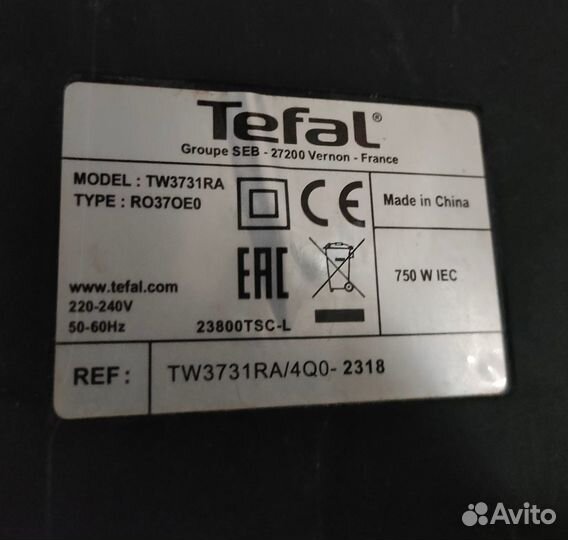 Tefal®
Groupe SEB - 27200 Vernon - France
MODEL : TW3731RA
TYPE : RO37OE0
CE
Made in China
EAC
750 W IEC
www.tefal.com
220-240V
50-60Hz
23800TSC-L
REF : TW3731RA/4Q0- 2318
Avito